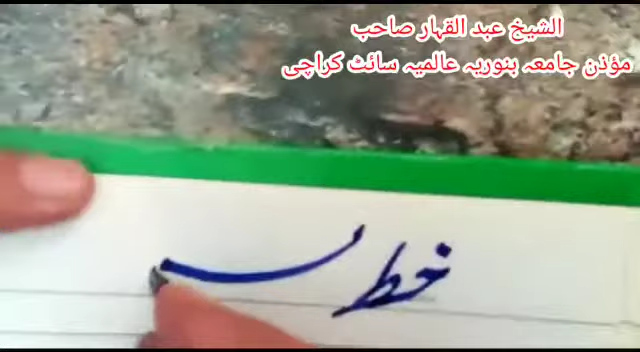 الشیخ عبد القہار صاحب
مؤذن جامعہ بنوریہ عالمیہ سائٹ کراچی
خط